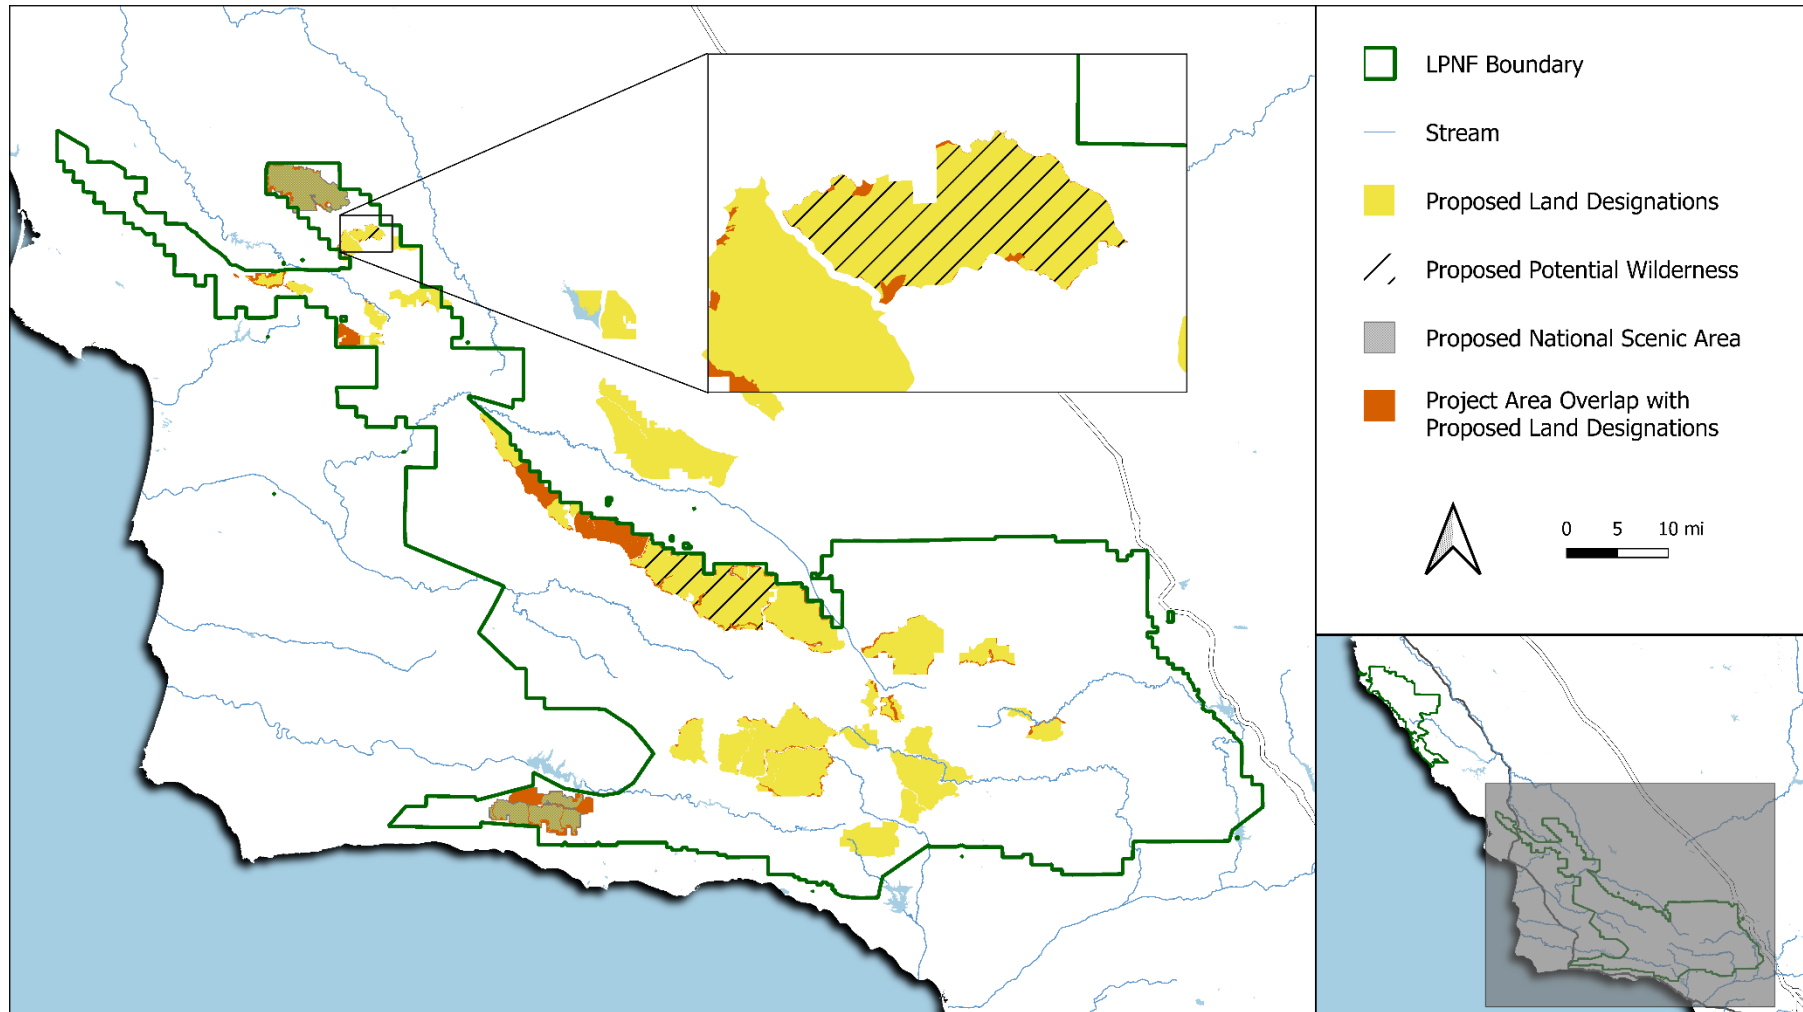 LPNF Boundary
Stream
Proposed Land Designations
Proposed Potential Wilderness
Proposed National Scenic Area
Project Area Overlap with
Proposed Land Designations
0 5 10 mi